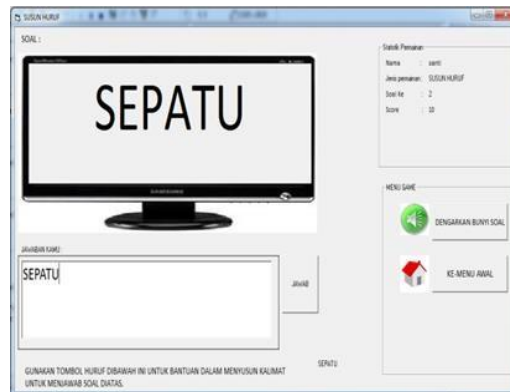 SUSUN HURUF
SOAL :
SEPATU
Statistik Permainan
Nama : santi
Jenis permainan: SUSUN HURUF
Soal Ke : 2
Score : 10
MENU GAME
DENGARKAN BUNYI SOAL
KE-MENU AWAL
JAWABAN KAMU :
SEPATU
JAWAB
SEPATU
GUNAKAN TOMBOL HURUF DIBAWAH INI UNTUK BANTUAN DALAM MENYUSUN KALIMAT
UNTUK MENJAWAB SOAL DIATAS.